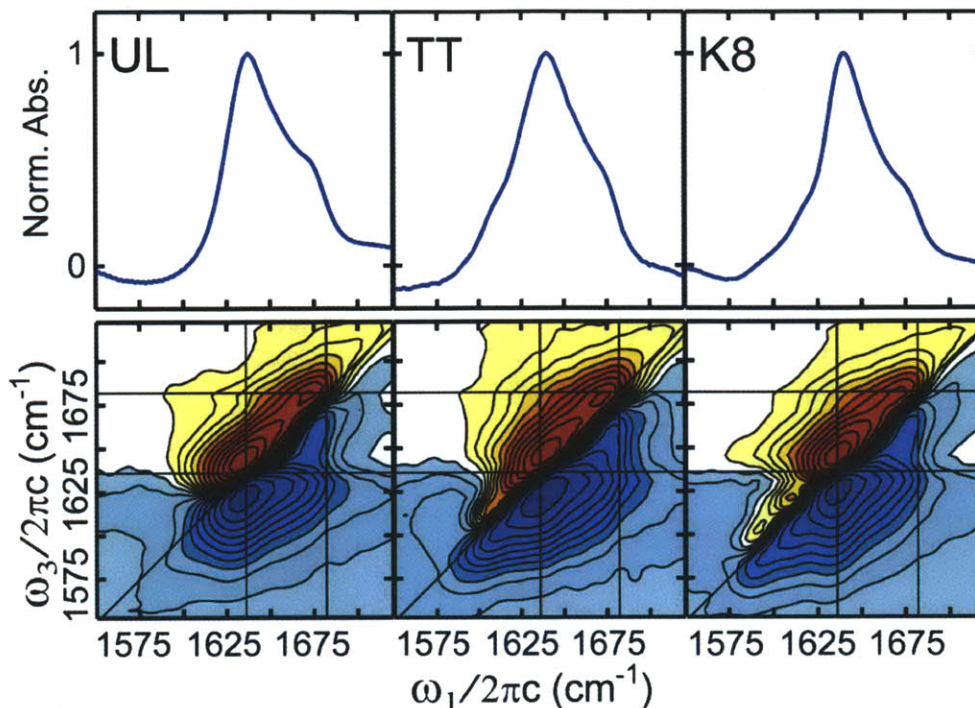 UL TT K8
Norm. Abs.
1
0
ω₃/2πc (cm⁻¹)
1675
1625
1575
1575 1625 1675 1575 1625 1675 1575 1625 1675
ω₁/2πc (cm⁻¹)